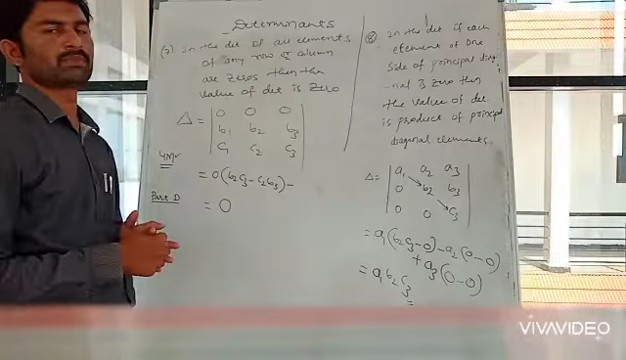 Determinants
(7) In the det If all elements
of any row or column
are zeros then the
value of det is zero
Δ = | 0 0 0 |
| b₁ b₂ b₃ |
| c₁ c₂ c₃ |
= 0(b₂c₃ - c₂b₃) -
= 0
4M
Part D
(8) In the det if each
element of one
side of principal diag
-nal is zero then
the value of det
is product of principal
diagonal elements.
Δ = | a₁ a₂ a₃ |
| 0 b₂ b₃ |
| 0 0 c₃ |
= a₁(b₂c₃-0) - a₂(0-0)
+ a₃(0-0)
= a₁b₂c₃
VIVAVIDEO